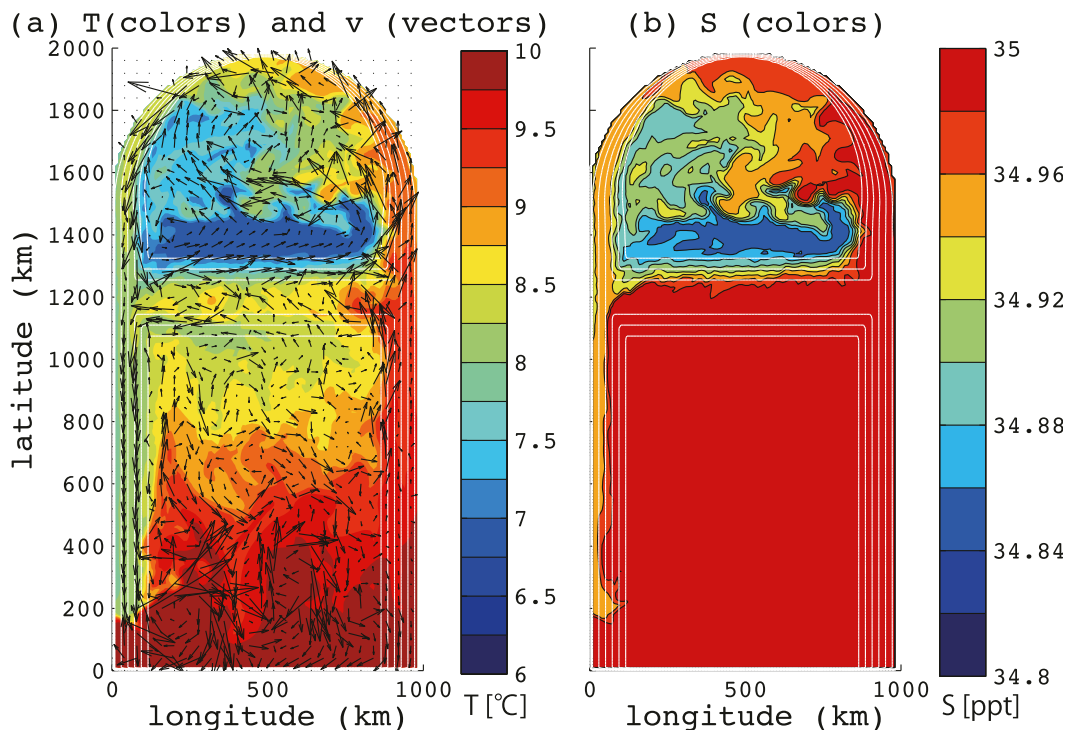 (a) T(colors) and v (vectors)
(b) S (colors)
2000
1800
1600
1400
1200
1000
800
600
400
200
0
latitude (km)
0 500 1000
longitude (km)
10
9.5
9
8.5
8
7.5
7
6.5
6
T [°C]
0 500 1000
longitude (km)
35
34.96
34.92
34.88
34.84
34.8
S [ppt]